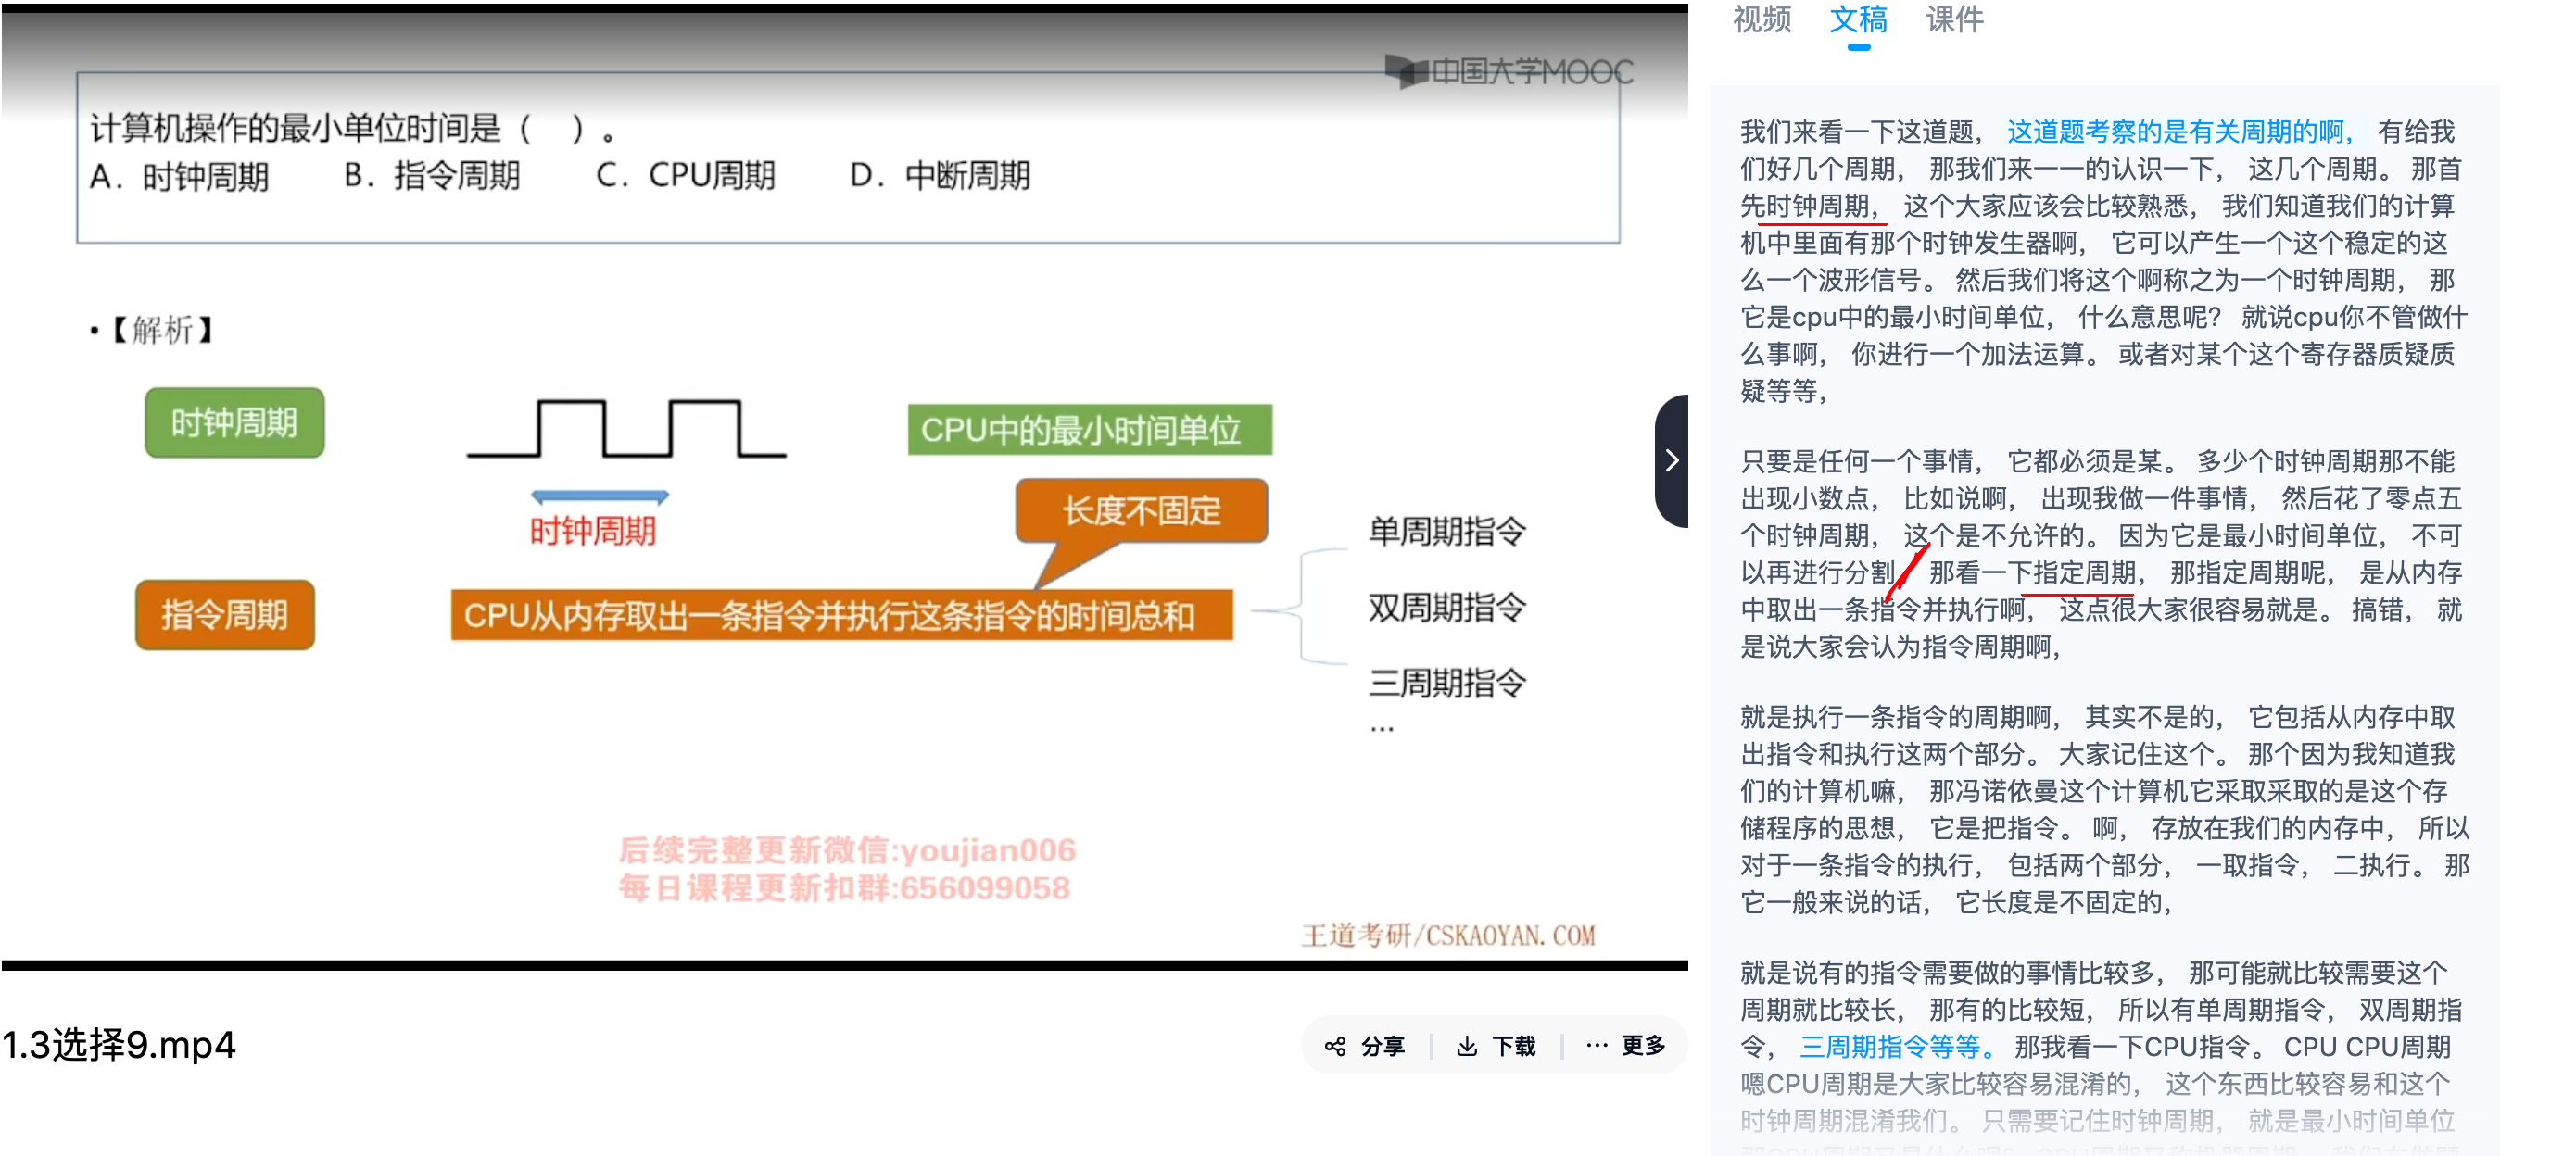 中国大学MOOC
计算机操作的最小单位时间是（ ）。
A. 时钟周期 B. 指令周期 C. CPU周期 D. 中断周期
•【解析】
时钟周期
CPU中的最小时间单位
时钟周期
长度不固定
指令周期
CPU从内存取出一条指令并执行这条指令的时间总和
单周期指令
双周期指令
三周期指令
...
后续完整更新微信:youjian006
每日课程更新扣群:656099058
王道考研/CSKAOYAN.COM
1.3选择9.mp4
分享
下载
··· 更多
视频 文稿 课件
我们来看一下这道题， 这道题考察的是有关周期的啊， 有给我
们好几个周期， 那我们来一一的认识一下， 这几个周期。 那首
先时钟周期， 这个大家应该会比较熟悉， 我们知道我们的计算
机中里面有那个时钟发生器啊， 它可以产生一个这个稳定的这
么一个波形信号。 然后我们将这个啊称之为一个时钟周期， 那
它是cpu中的最小时间单位， 什么意思呢？ 就说cpu你不管做什
么事啊， 你进行一个加法运算。 或者对某个这个寄存器质疑质
疑等等，
只要是任何一个事情， 它都必须是某。 多少个时钟周期那不能
出现小数点， 比如说啊， 出现我做一件事情， 然后花了零点五
个时钟周期， 这个是不允许的。 因为它是最小时间单位， 不可
以再进行分割， 那看一下指定周期， 那指定周期呢， 是从内存
中取出一条指令并执行啊， 这点很大家很容易就是。 搞错， 就
是说大家会认为指令周期啊，
就是执行一条指令的周期啊， 其实不是的， 它包括从内存中取
出指令和执行这两个部分。 大家记住这个。 那个因为我知道我
们的计算机嘛， 那冯诺依曼这个计算机它采取采取的是这个存
储程序的思想， 它是把指令。 啊， 存放在我们的内存中， 所以
对于一条指令的执行， 包括两个部分， 一取指令， 二执行。 那
它一般来说的话， 它长度是不固定的，
就是说有的指令需要做的事情比较多， 那可能就比较需要这个
周期就比较长， 那有的比较短， 所以有单周期指令， 双周期指
令， 三周期指令等等。 那我看一下CPU指令。 CPU CPU周期
嗯CPU周期是大家比较容易混淆的， 这个东西比较容易和这个
时钟周期混淆我们。 只需要记住时钟周期， 就是最小时间单位